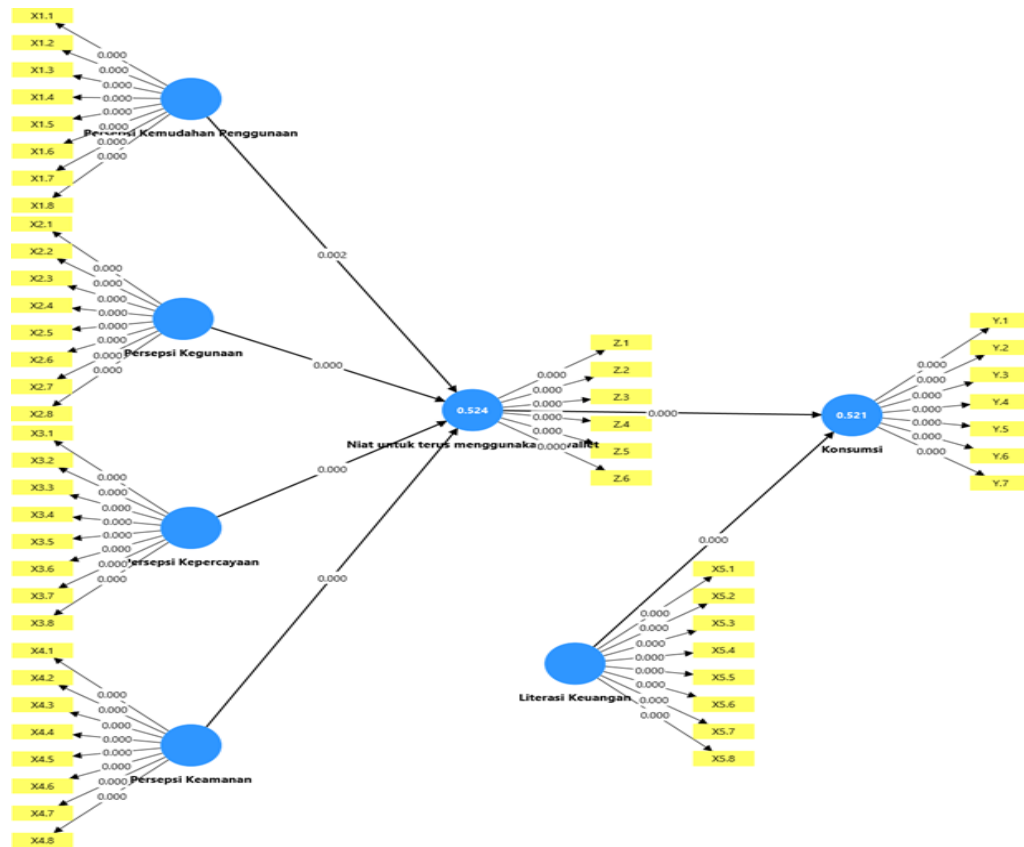 X1.1
X1.2
X1.3
X1.4
X1.5
X1.6
X1.7
X1.8
0.000
0.000
0.000
0.000
0.000
0.000
0.000
0.000
Persepsi Kemudahan Penggunaan
0.002
X2.1
X2.2
X2.3
X2.4
X2.5
X2.6
X2.7
X2.8
0.000
0.000
0.000
0.000
0.000
0.000
0.000
0.000
Persepsi Kegunaan
0.000
X3.1
X3.2
X3.3
X3.4
X3.5
X3.6
X3.7
X3.8
0.000
0.000
0.000
0.000
0.000
0.000
0.000
0.000
Persepsi Kepercayaan
0.000
X4.1
X4.2
X4.3
X4.4
X4.5
X4.6
X4.7
X4.8
0.000
0.000
0.000
0.000
0.000
0.000
0.000
0.000
Persepsi Keamanan
0.000
0.524
Niat untuk terus menggunaka
allet
0.000
0.000
0.000
0.000
0.000
0.000
Z.1
Z.2
Z.3
Z.4
Z.5
Z.6
0.000
0.521
Konsumsi
0.000
0.000
0.000
0.000
0.000
0.000
0.000
Y.1
Y.2
Y.3
Y.4
Y.5
Y.6
Y.7
0.000
Literasi Keuangan
0.000
0.000
0.000
0.000
0.000
0.000
0.000
0.000
X5.1
X5.2
X5.3
X5.4
X5.5
X5.6
X5.7
X5.8